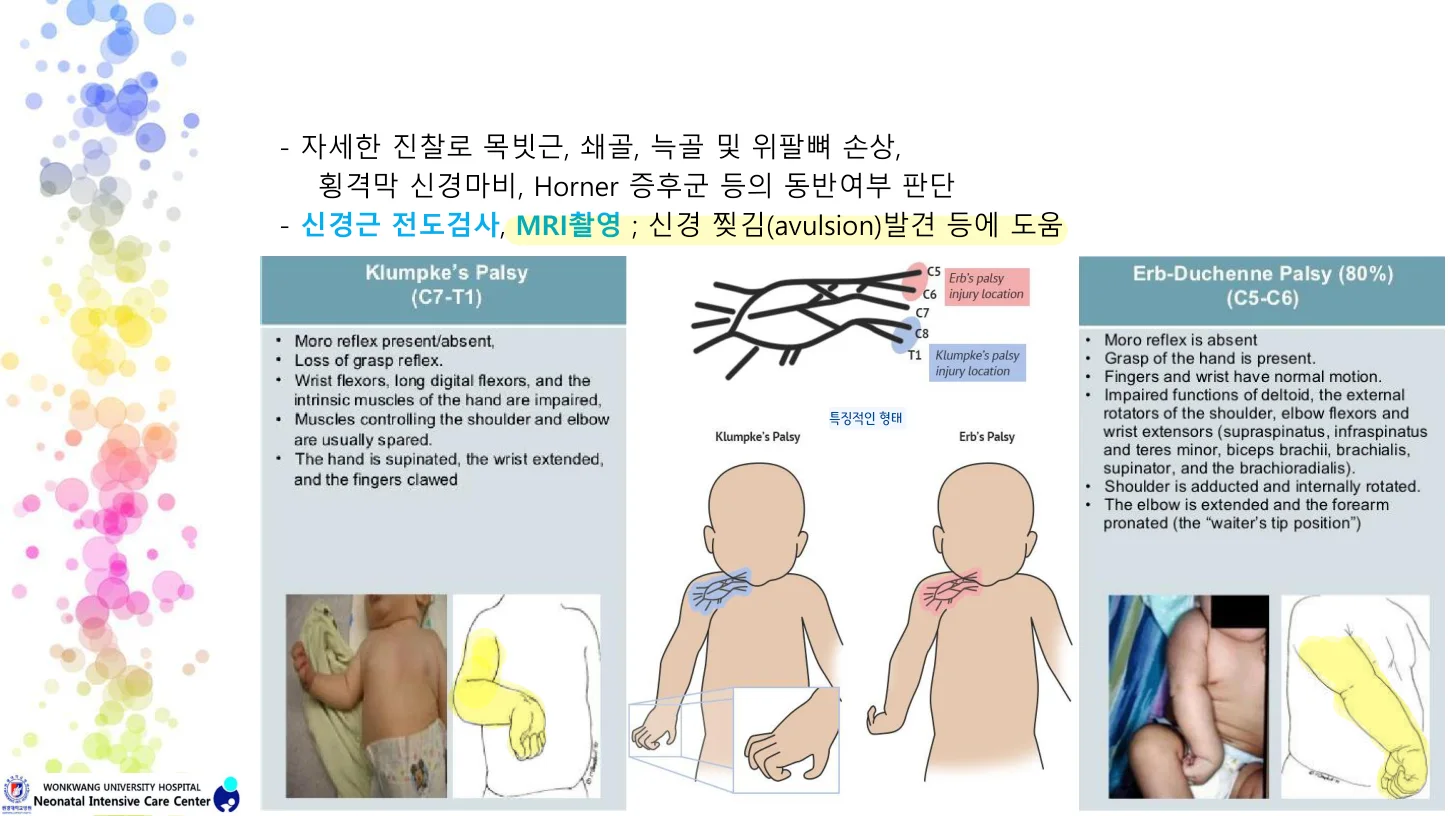 - 자세한 진찰로 목빗근, 쇄골, 늑골 및 위팔뼈 손상,
횡격막 신경마비, Horner 증후군 등의 동반여부 판단
- 신경근 전도검사, MRI촬영 ; 신경 찢김(avulsion)발견 등에 도움
Klumpke's Palsy
(C7-T1)
• Moro reflex present/absent,
• Loss of grasp reflex.
• Wrist flexors, long digital flexors, and the
intrinsic muscles of the hand are impaired,
• Muscles controlling the shoulder and elbow
are usually spared.
• The hand is supinated, the wrist extended,
and the fingers clawed
C5
C6
C7
C8
T1
Erb's palsy
injury location
Klumpke's palsy
injury location
특징적인 형태
Klumpke's Palsy
Erb's Palsy
Erb-Duchenne Palsy (80%)
(C5-C6)
• Moro reflex is absent
• Grasp of the hand is present.
• Fingers and wrist have normal motion.
• Impaired functions of deltoid, the external
rotators of the shoulder, elbow flexors and
wrist extensors (supraspinatus, infraspinatus
and teres minor, biceps brachii, brachialis,
supinator, and the brachioradialis).
• Shoulder is adducted and internally rotated.
• The elbow is extended and the forearm
pronated (the “waiter's tip position”)
WONKWANG UNIVERSITY HOSPITAL
Neonatal Intensive Care Center